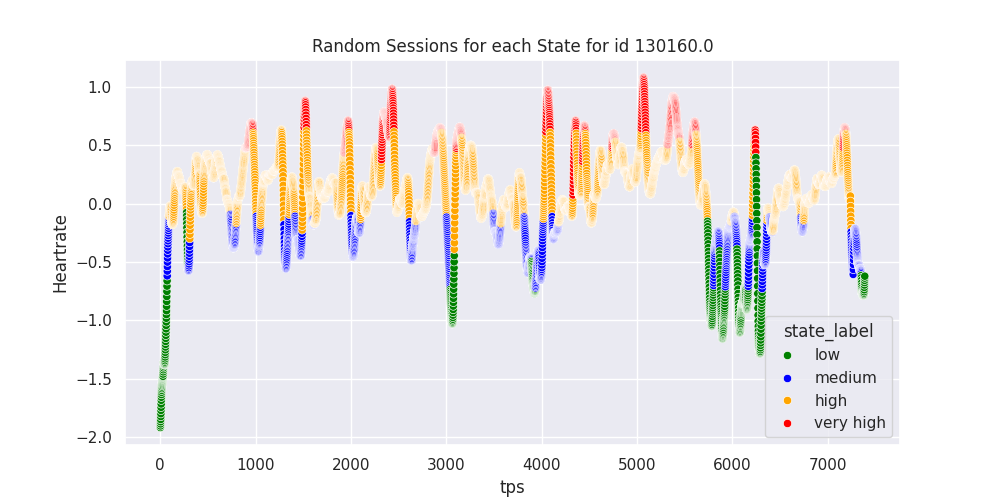 Random Sessions for each State for id 130160.0
Heartrate
1.0
0.5
0.0
−0.5
−1.0
−1.5
−2.0
0
1000
2000
3000
4000
5000
6000
7000
tps
state_label
low
medium
high
very high